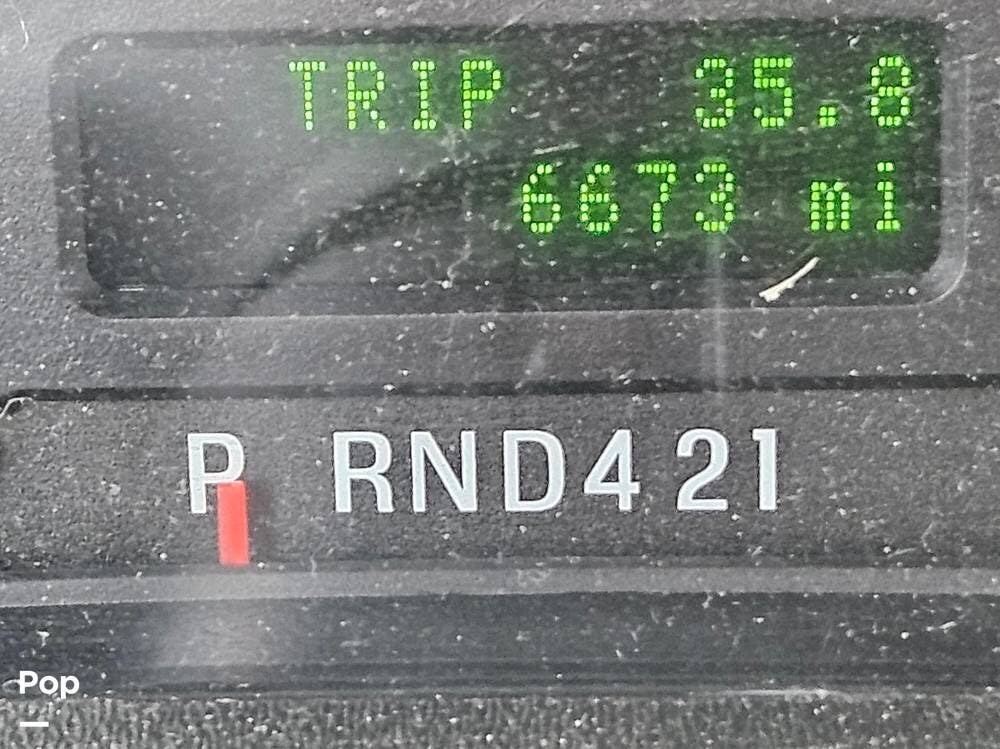 TRIP 35.8
6673 mi
P RND421
Pop